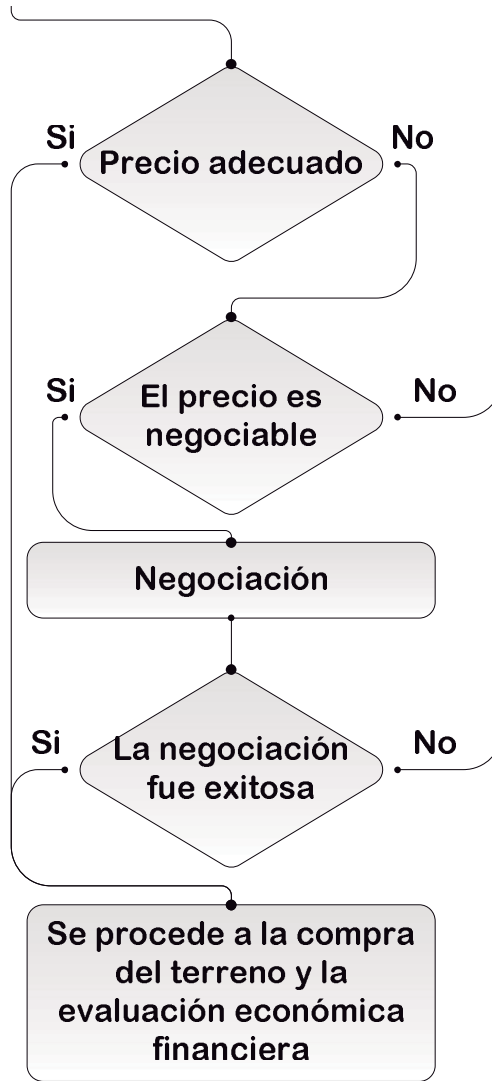 Si
No
Precio adecuado
Si
No
El precio es
negociable
Negociación
Si
No
La negociación
fue exitosa
Se procede a la compra
del terreno y la
evaluación económica
financiera